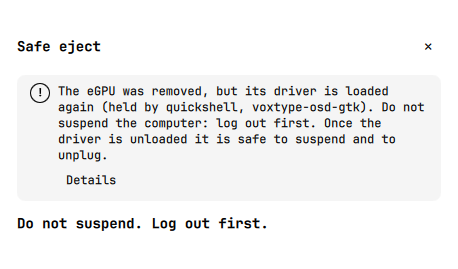 Safe eject ×
! The eGPU was removed, but its driver is loaded
again (held by quickshell, voxtype-osd-gtk). Do not
suspend the computer: log out first. Once the
driver is unloaded it is safe to suspend and to
unplug.
Details
Do not suspend. Log out first.